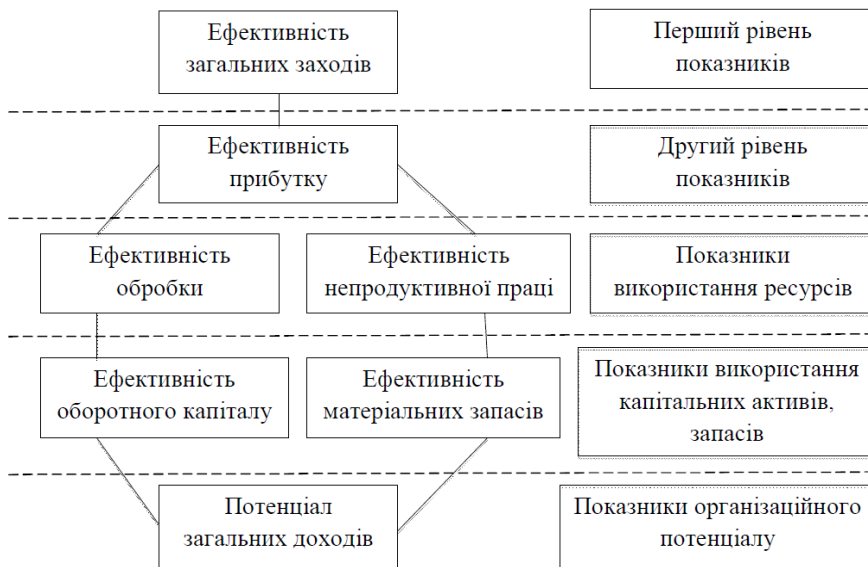 Ефективність
загальних заходів
Перший рівень
показників
Ефективність
прибутку
Другий рівень
показників
Ефективність
обробки
Ефективність
непродуктивної праці
Показники
використання ресурсів
Ефективність
оборотного капіталу
Ефективність
матеріальних запасів
Показники використання
капітальних активів,
запасів
Потенціал
загальних доходів
Показники організаційного
потенціалу